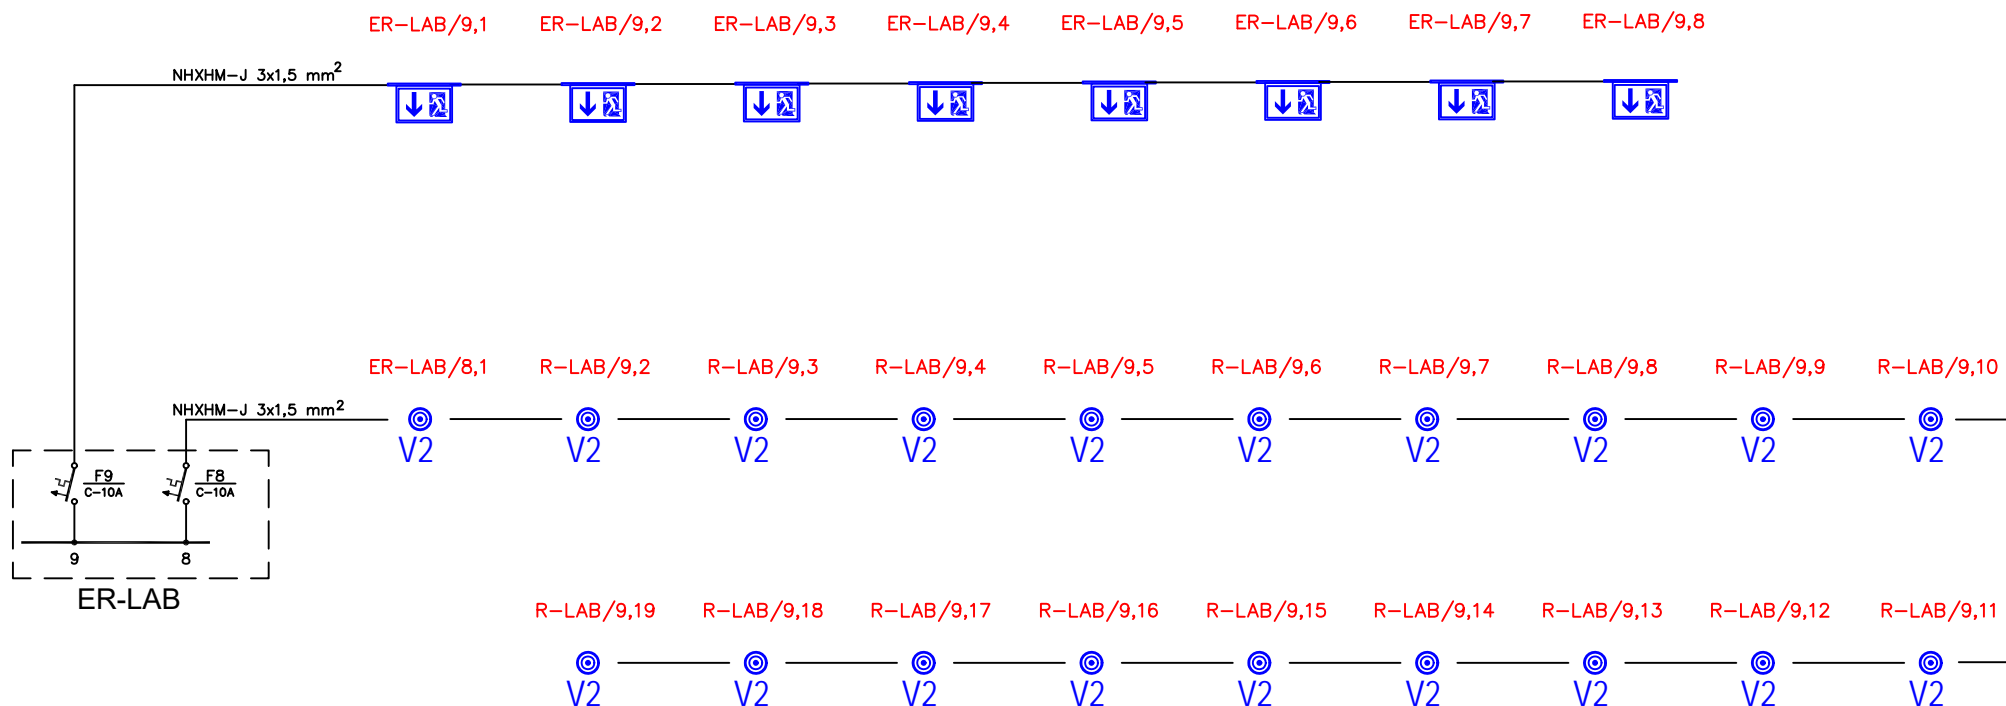 ER-LAB/9,1 ER-LAB/9,2 ER-LAB/9,3 ER-LAB/9,4 ER-LAB/9,5 ER-LAB/9,6 ER-LAB/9,7 ER-LAB/9,8
NHXHM-J 3x1,5 mm²
ER-LAB/8,1 R-LAB/9,2 R-LAB/9,3 R-LAB/9,4 R-LAB/9,5 R-LAB/9,6 R-LAB/9,7 R-LAB/9,8 R-LAB/9,9 R-LAB/9,10
NHXHM-J 3x1,5 mm²
V2 V2 V2 V2 V2 V2 V2 V2 V2 V2
F9 F8
C-10A C-10A
9 8
ER-LAB
R-LAB/9,19 R-LAB/9,18 R-LAB/9,17 R-LAB/9,16 R-LAB/9,15 R-LAB/9,14 R-LAB/9,13 R-LAB/9,12 R-LAB/9,11
V2 V2 V2 V2 V2 V2 V2 V2 V2